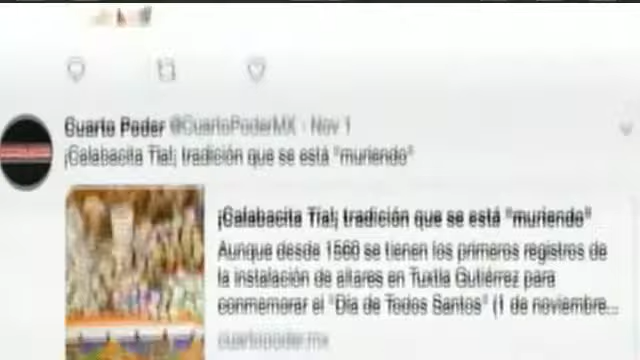 Cuarto Poder @CuartoPoderMX · Nov 1
¡Calabacita Tía!; tradición que se está "muriendo"
¡Calabacita Tía!; tradición que se está "muriendo"
Aunque desde 1560 se tienen los primeros registros de
la instalación de altares en Tuxtla Gutiérrez para
conmemorar el "Día de Todos Santos" (1 de noviembre...
cuartopoder.mx